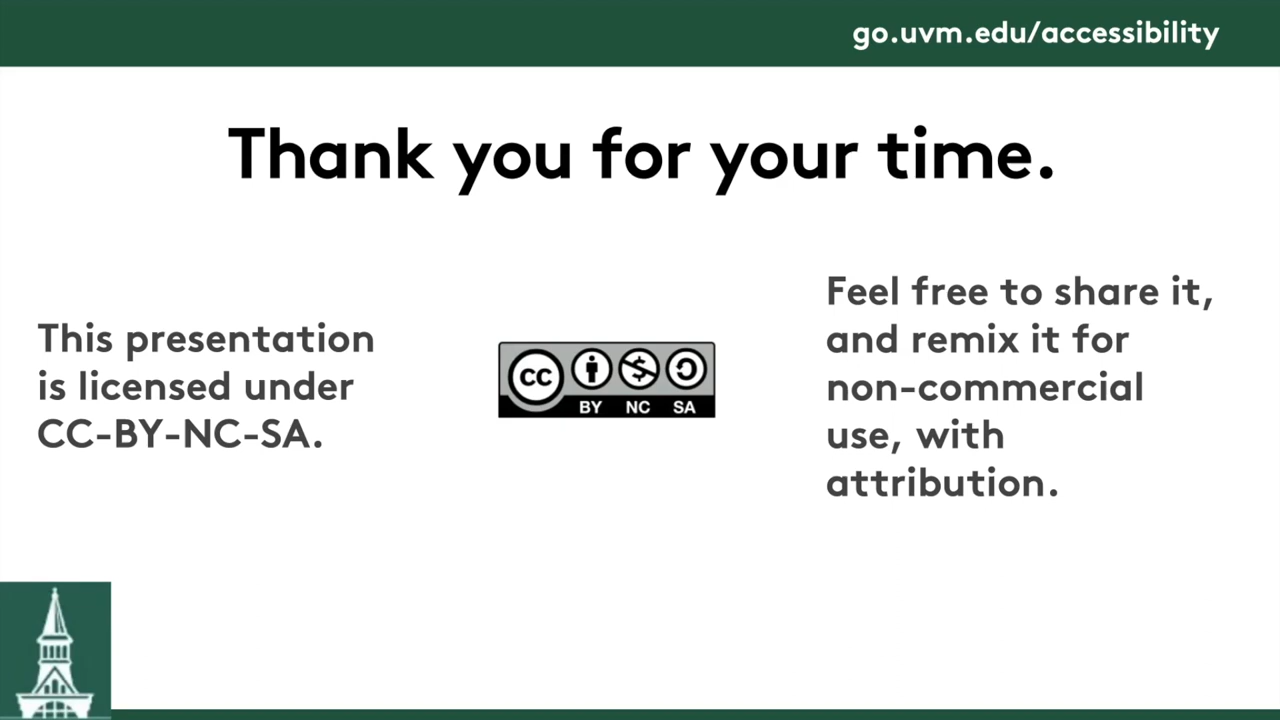 go.uvm.edu/accessibility
Thank you for your time.
This presentation
is licensed under
CC-BY-NC-SA.
CC
BY NC SA
Feel free to share it,
and remix it for
non-commercial
use, with
attribution.